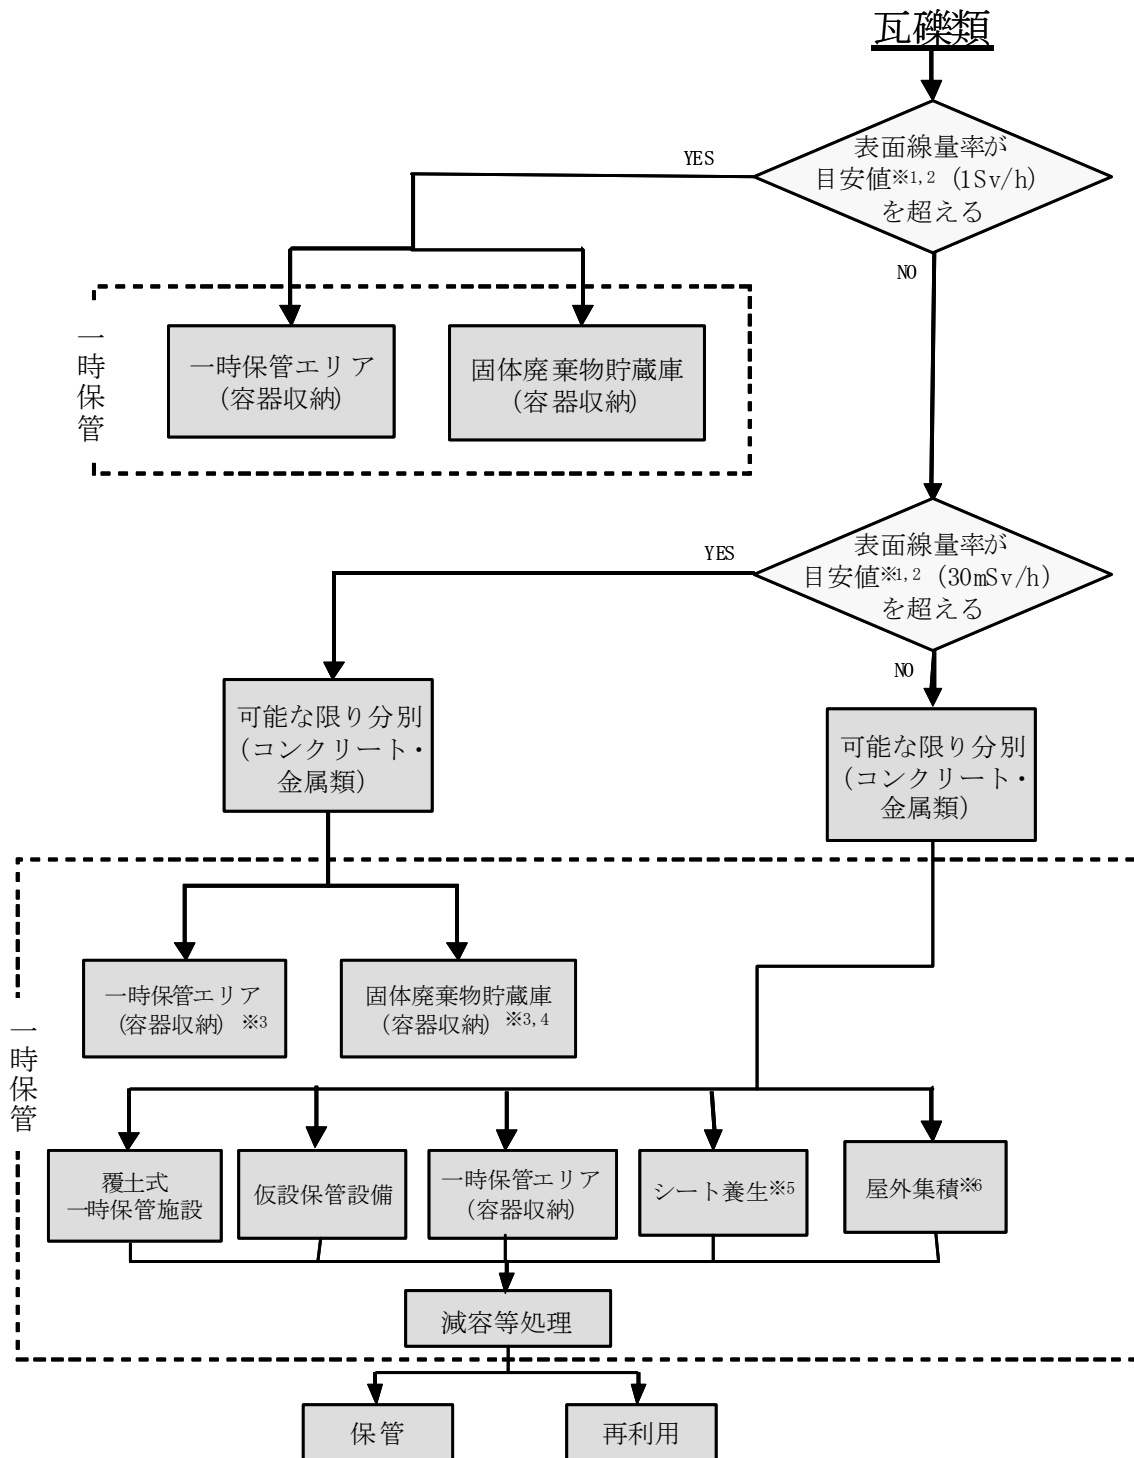 瓦礫類
表面線量率が
目安値※1,2 (1Sv/h)
を超える
YES
NO
一時保管
一時保管エリア
(容器収納)
固体廃棄物貯蔵庫
(容器収納)
表面線量率が
目安値※1,2 (30mSv/h)
を超える
YES
NO
可能な限り分別
(コンクリート・
金属類)
可能な限り分別
(コンクリート・
金属類)
一時保管
一時保管エリア
(容器収納) ※3
固体廃棄物貯蔵庫
(容器収納) ※3,4
覆土式
一時保管施設
仮設保管設備
一時保管エリア
(容器収納)
シート養生※5
屋外集積※6
減容等処理
保管
再利用